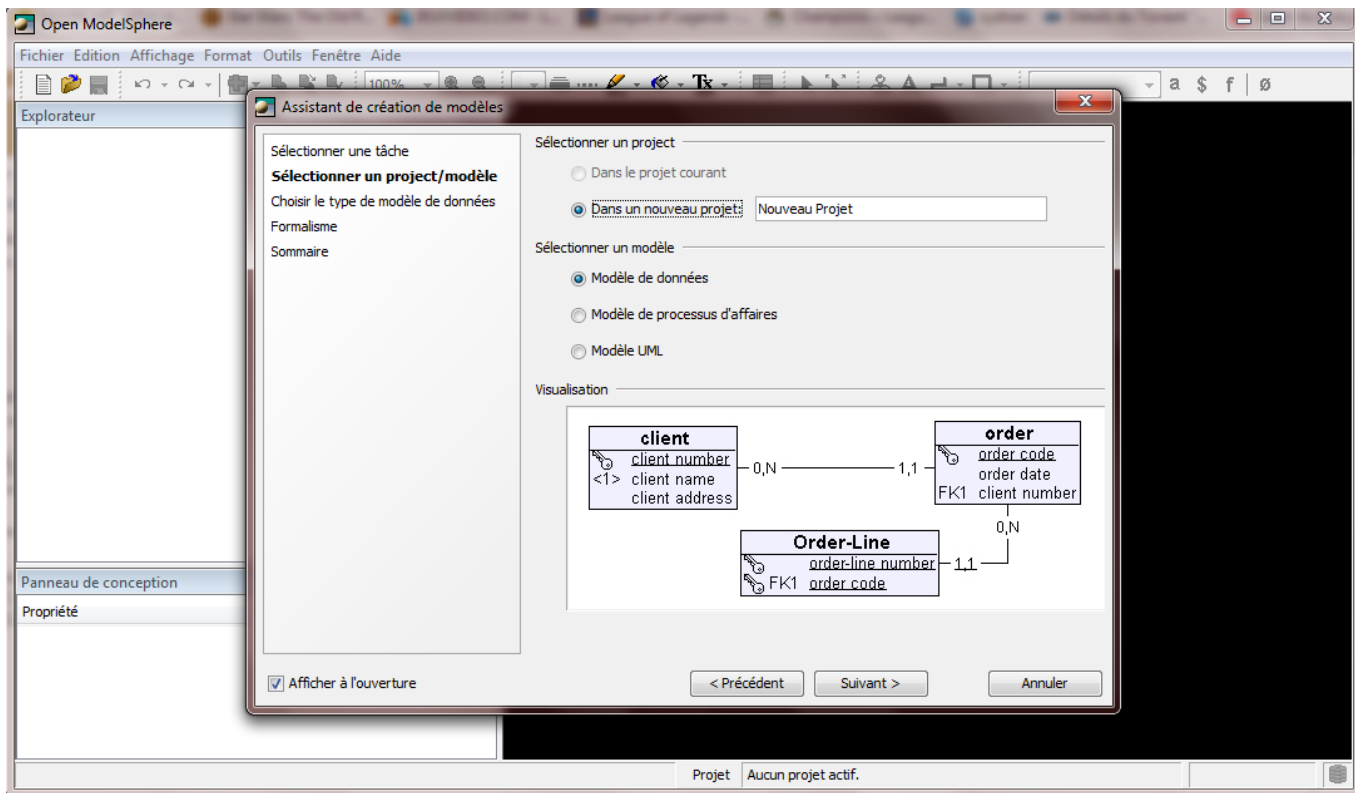 Open ModelSphere
Fichier Edition Affichage Format Outils Fenêtre Aide
100%
Tx
A
a $ f ø
Explorateur
Assistant de création de modèles
Sélectionner une tâche
Sélectionner un project/modèle
Choisir le type de modèle de données
Formalisme
Sommaire
Sélectionner un project
Dans le projet courant
Dans un nouveau projet: Nouveau Projet
Sélectionner un modèle
Modèle de données
Modèle de processus d'affaires
Modèle UML
Visualisation
client
client number
<1> client name
client address
0,N
1,1
order
order code
order date
FK1 client number
0,N
Order-Line
order-line number
FK1 order code
1,1
Panneau de conception
Propriété
Afficher à l'ouverture
< Précédent
Suivant >
Annuler
Projet Aucun projet actif.